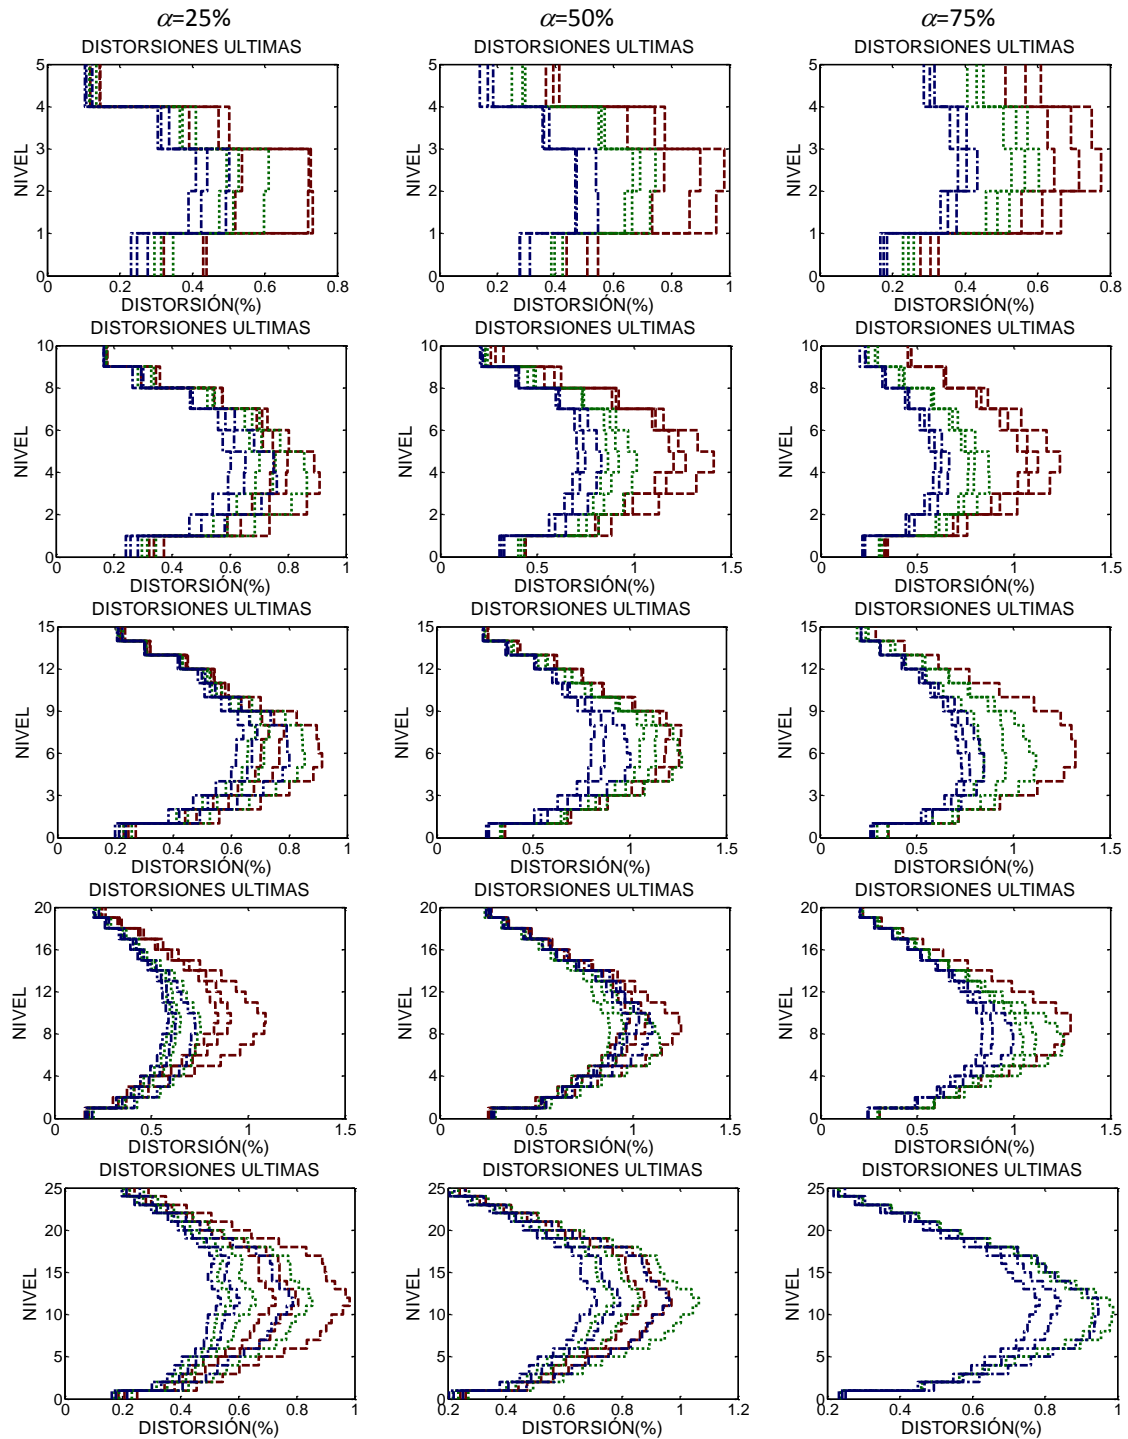 α=25% α=50% α=75%
DISTORSIONES ULTIMAS DISTORSIONES ULTIMAS DISTORSIONES ULTIMAS
5 5 5
4 4 4
3 3 3
NIVEL NIVEL NIVEL
2 2 2
1 1 1
0 0 0
0 0.2 0.4 0.6 0.8 0 0.2 0.4 0.6 0.8 1 0 0.2 0.4 0.6 0.8
DISTORSIÓN(%) DISTORSIÓN(%) DISTORSIÓN(%)
DISTORSIONES ULTIMAS DISTORSIONES ULTIMAS DISTORSIONES ULTIMAS
10 10 10
8 8 8
6 6 6
NIVEL NIVEL NIVEL
4 4 4
2 2 2
0 0 0
0 0.2 0.4 0.6 0.8 1 0 0.5 1 1.5 0 0.5 1 1.5
DISTORSIÓN(%) DISTORSIÓN(%) DISTORSIÓN(%)
DISTORSIONES ULTIMAS DISTORSIONES ULTIMAS DISTORSIONES ULTIMAS
15 15 15
12 12 12
9 9 9
NIVEL NIVEL NIVEL
6 6 6
3 3 3
0 0 0
0 0.2 0.4 0.6 0.8 1 0 0.5 1 1.5 0 0.5 1 1.5
DISTORSIÓN(%) DISTORSIÓN(%) DISTORSIÓN(%)
DISTORSIONES ULTIMAS DISTORSIONES ULTIMAS DISTORSIONES ULTIMAS
20 20 20
16 16 16
12 12 12
NIVEL NIVEL NIVEL
8 8 8
4 4 4
0 0 0
0 0.5 1 1.5 0 0.5 1 1.5 0 0.5 1 1.5
DISTORSIÓN(%) DISTORSIÓN(%) DISTORSIÓN(%)
DISTORSIONES ULTIMAS DISTORSIONES ULTIMAS DISTORSIONES ULTIMAS
25 25 25
20 20 20
15 15 15
NIVEL NIVEL NIVEL
10 10 10
5 5 5
0 0 0
0 0.2 0.4 0.6 0.8 1 0.2 0.4 0.6 0.8 1 1.2 0.2 0.4 0.6 0.8 1
DISTORSIÓN(%) DISTORSIÓN(%) DISTORSIÓN(%)